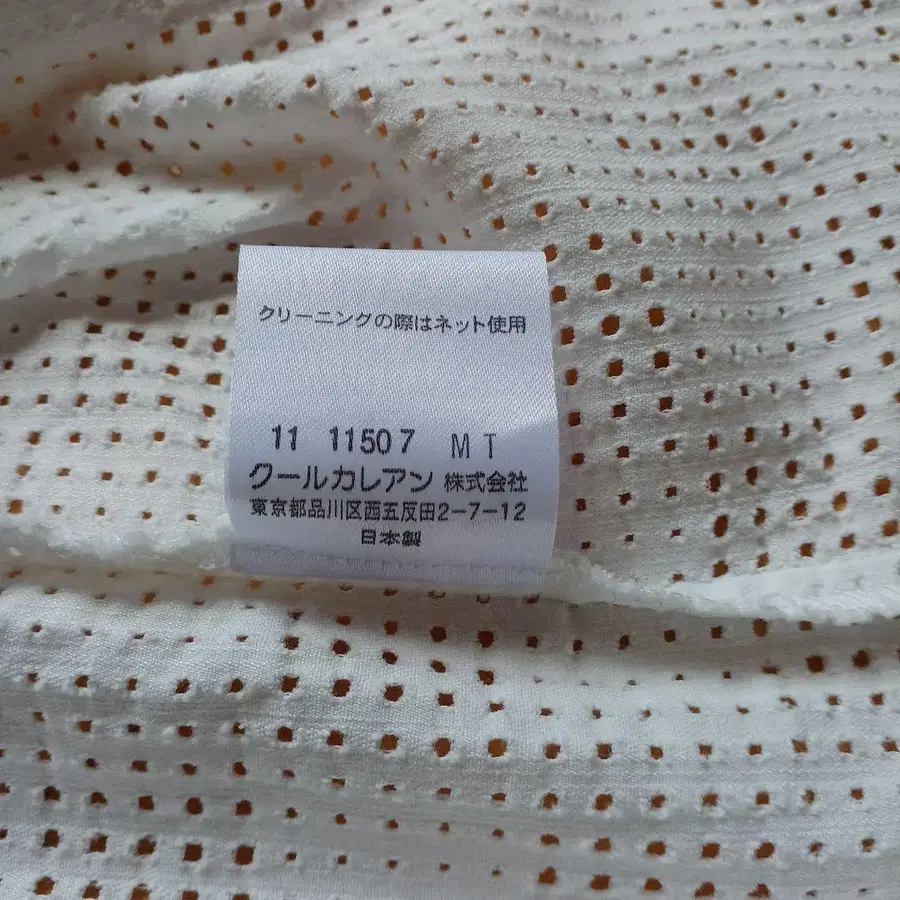 クリーニングの際はネット使用
11 11507 MT
クールカレアン 株式会社
東京都品川区西五反田2-7-12
日本製